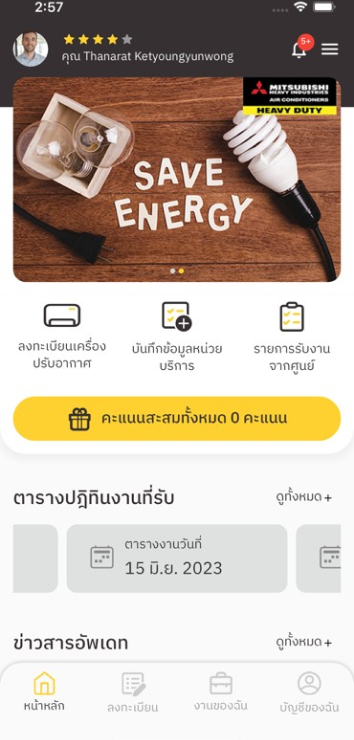 2:57
คุณ Thanarat Ketyoungyunwong
5+
MITSUBISHI
HEAVY INDUSTRIES
AIR CONDITIONERS
HEAVY DUTY
SAVE
ENERGY
ลงทะเบียนเครื่อง
ปรับอากาศ
บันทึกข้อมูลหน่วย
บริการ
รายการรับงาน
จากศูนย์
คะแนนสะสมทั้งหมด 0 คะแนน
ตารางปฎิทินงานที่รับ
ดูทั้งหมด +
ตารางงานวันที่
15 มิ.ย. 2023
ข่าวสารอัพเดท
ดูทั้งหมด +
หน้าหลัก
ลงทะเบียน
งานของฉัน
บัญชีของฉัน